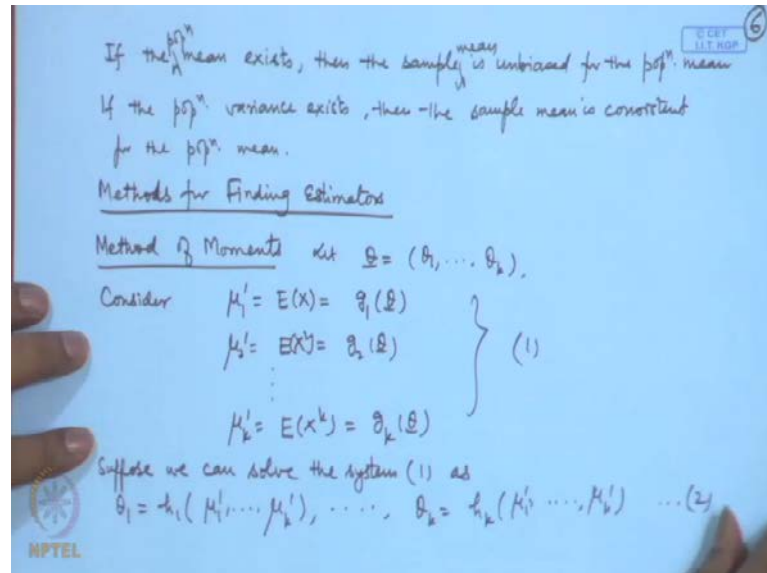 6
© CET
I.I.T. KGP
If the popⁿ mean exists, then the sample mean is unbiased for the popⁿ. mean
If the popⁿ. variance exists, then the sample mean is consistent
for the popⁿ. mean.
Methods for Finding Estimators
Method of Moments Let θ = (θ₁, ... θₖ),
Consider μ₁' = E(X) = g₁(θ)
μ₂' = E(X²) = g₂(θ)
⋮
(1)
μₖ' = E(Xᵏ) = gₖ(θ)
Suppose we can solve the system (1) as
θ₁ = h₁(μ₁', ... μₖ'), ....., θₖ = hₖ(μ₁', ..., μₖ') ...(2)
NPTEL